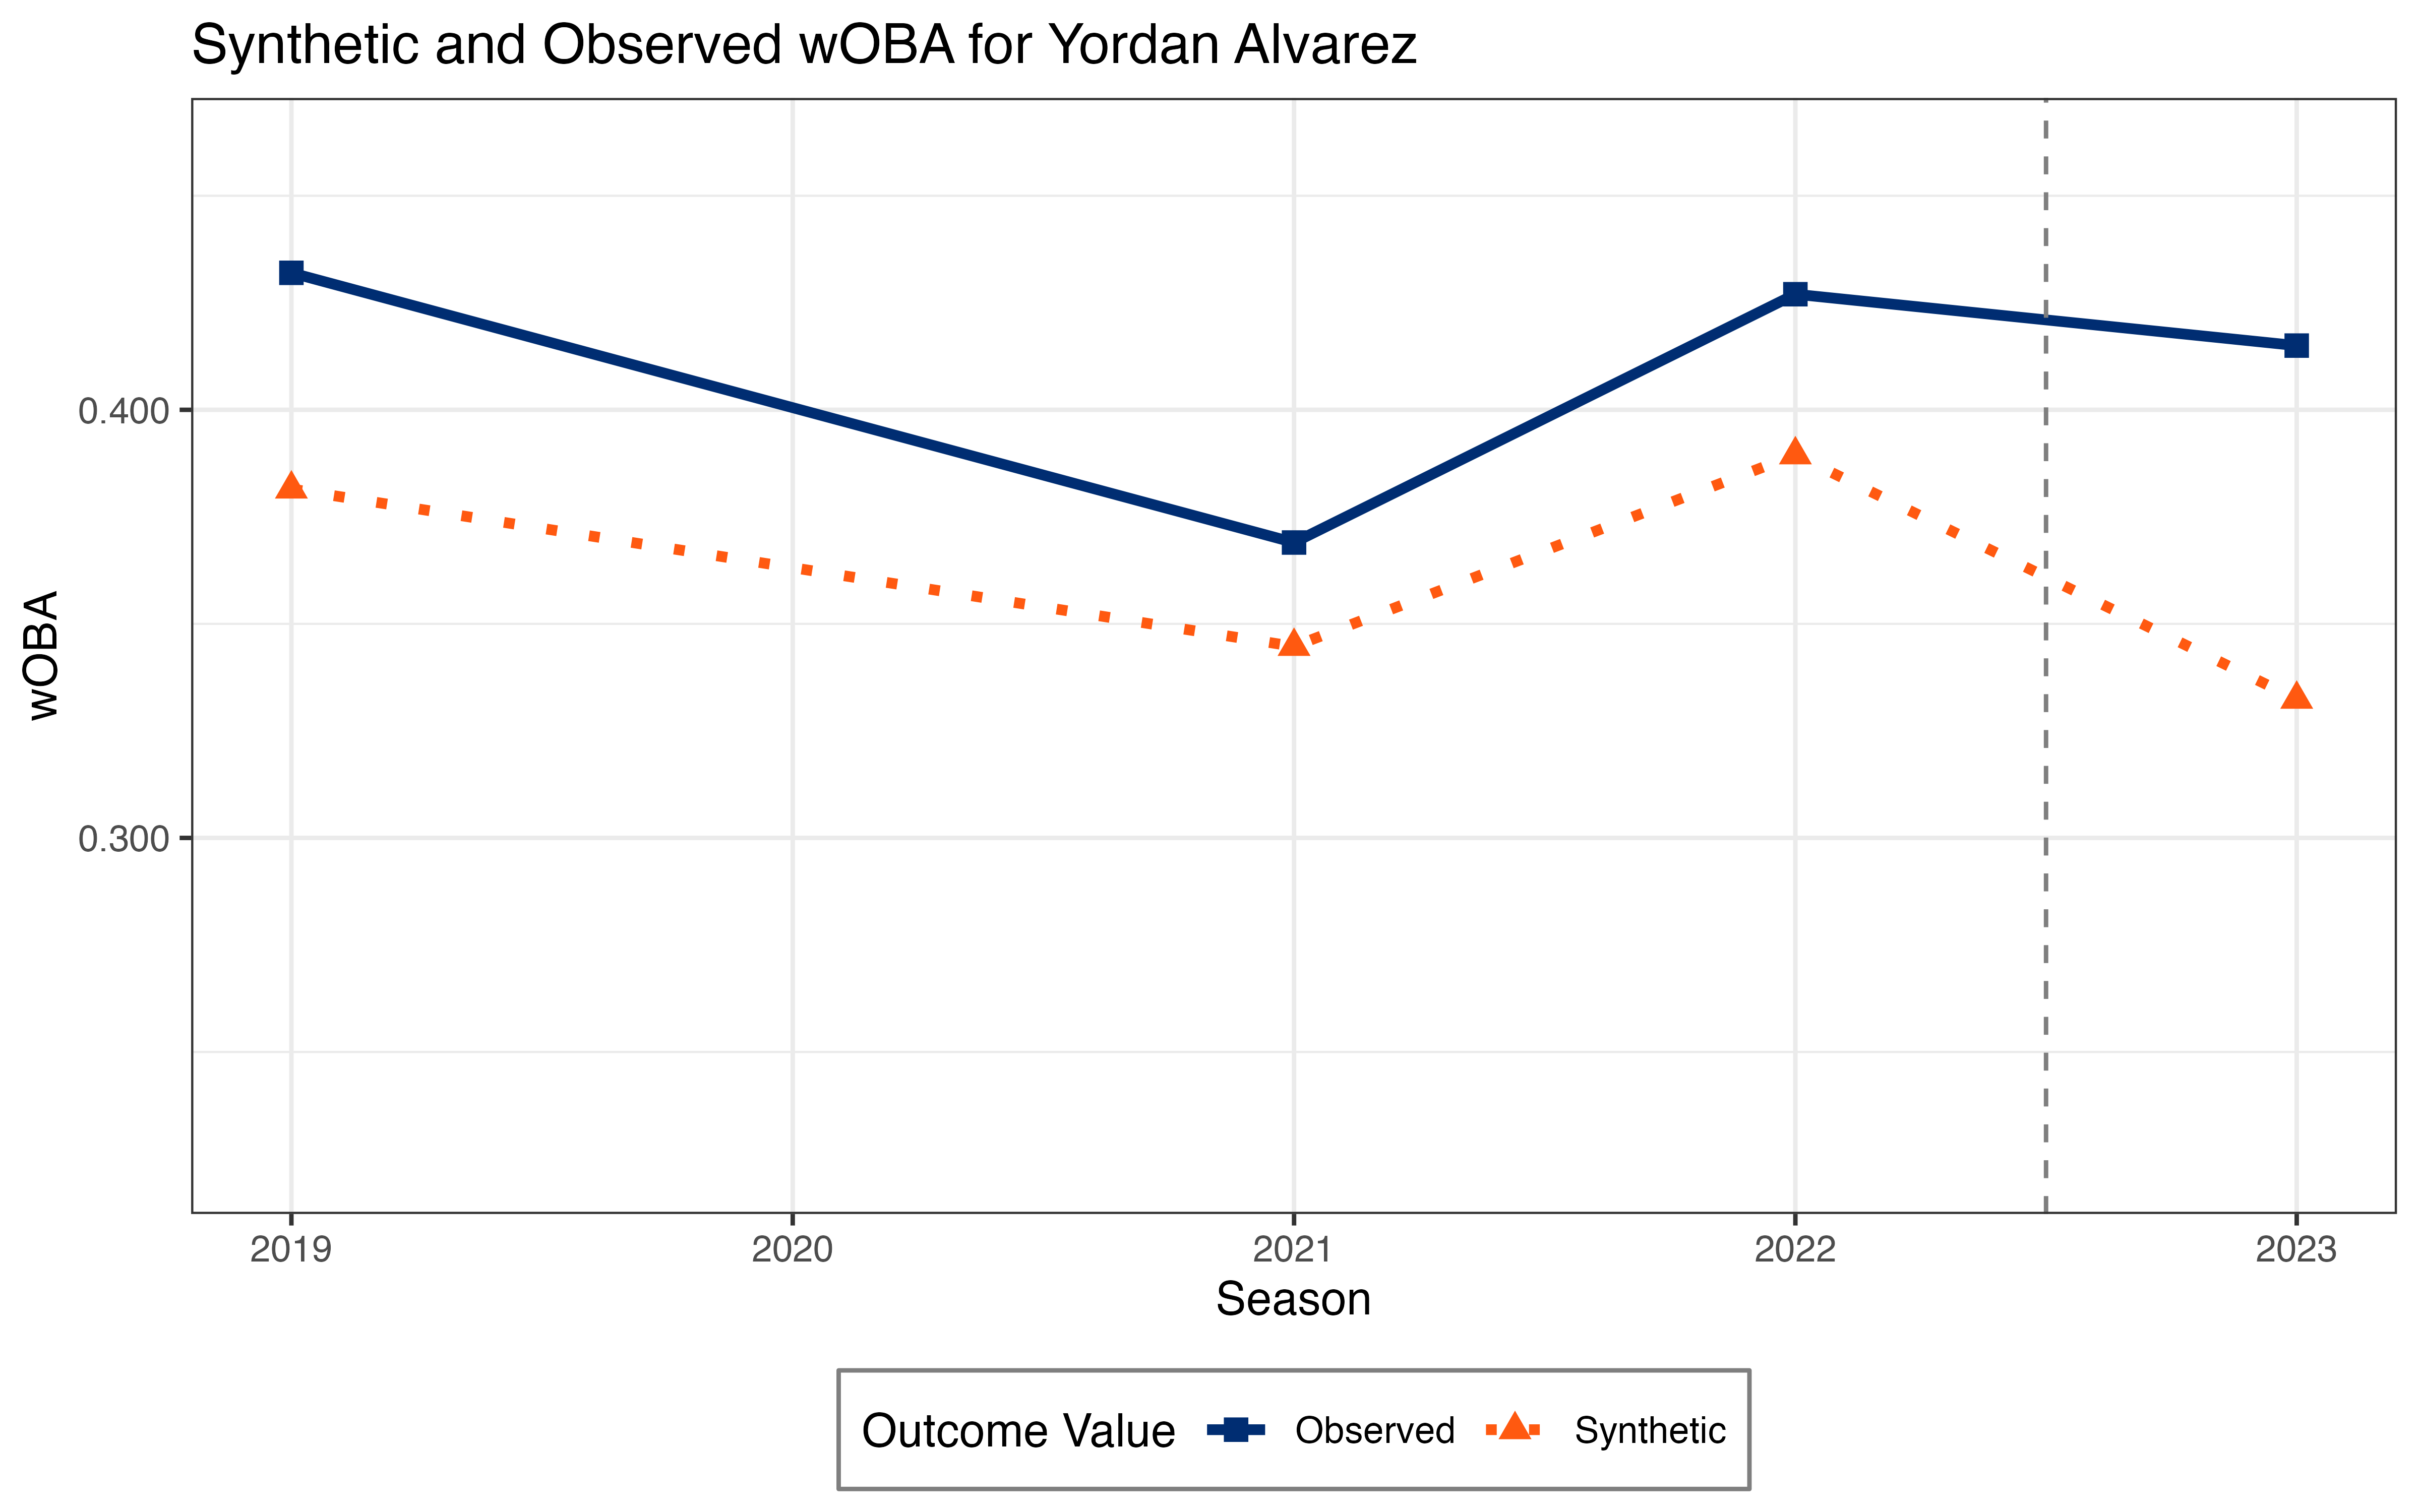 Synthetic and Observed wOBA for Yordan Alvarez
wOBA
0.400
0.300
2019 2020 2021 2022 2023
Season
Outcome Value Observed Synthetic